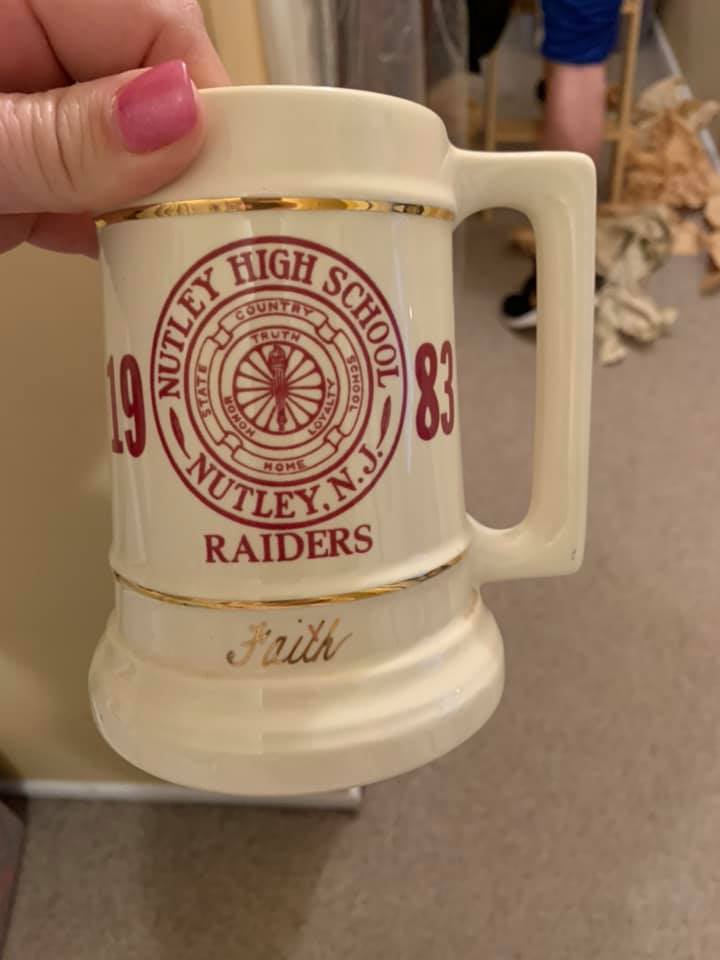 NUTLEY HIGH SCHOOL
COUNTRY
TRUTH
STATE
SCHOOL
HONOR
LOYALTY
HOME
19
83
NUTLEY, N.J.
RAIDERS
Faith